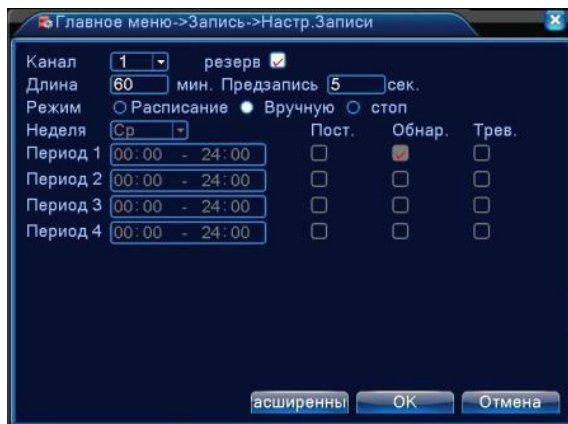 Главное меню->Запись->Настр.Записи
Канал 1 резерв
Длина 60 мин. Предзапись 5 сек.
Режим Расписание Вручную стоп
Неделя Ср Пост. Обнар. Трев.
Период 1 00:00 - 24:00
Период 2 00:00 - 24:00
Период 3 00:00 - 24:00
Период 4 00:00 - 24:00
асширенны OK Отмена